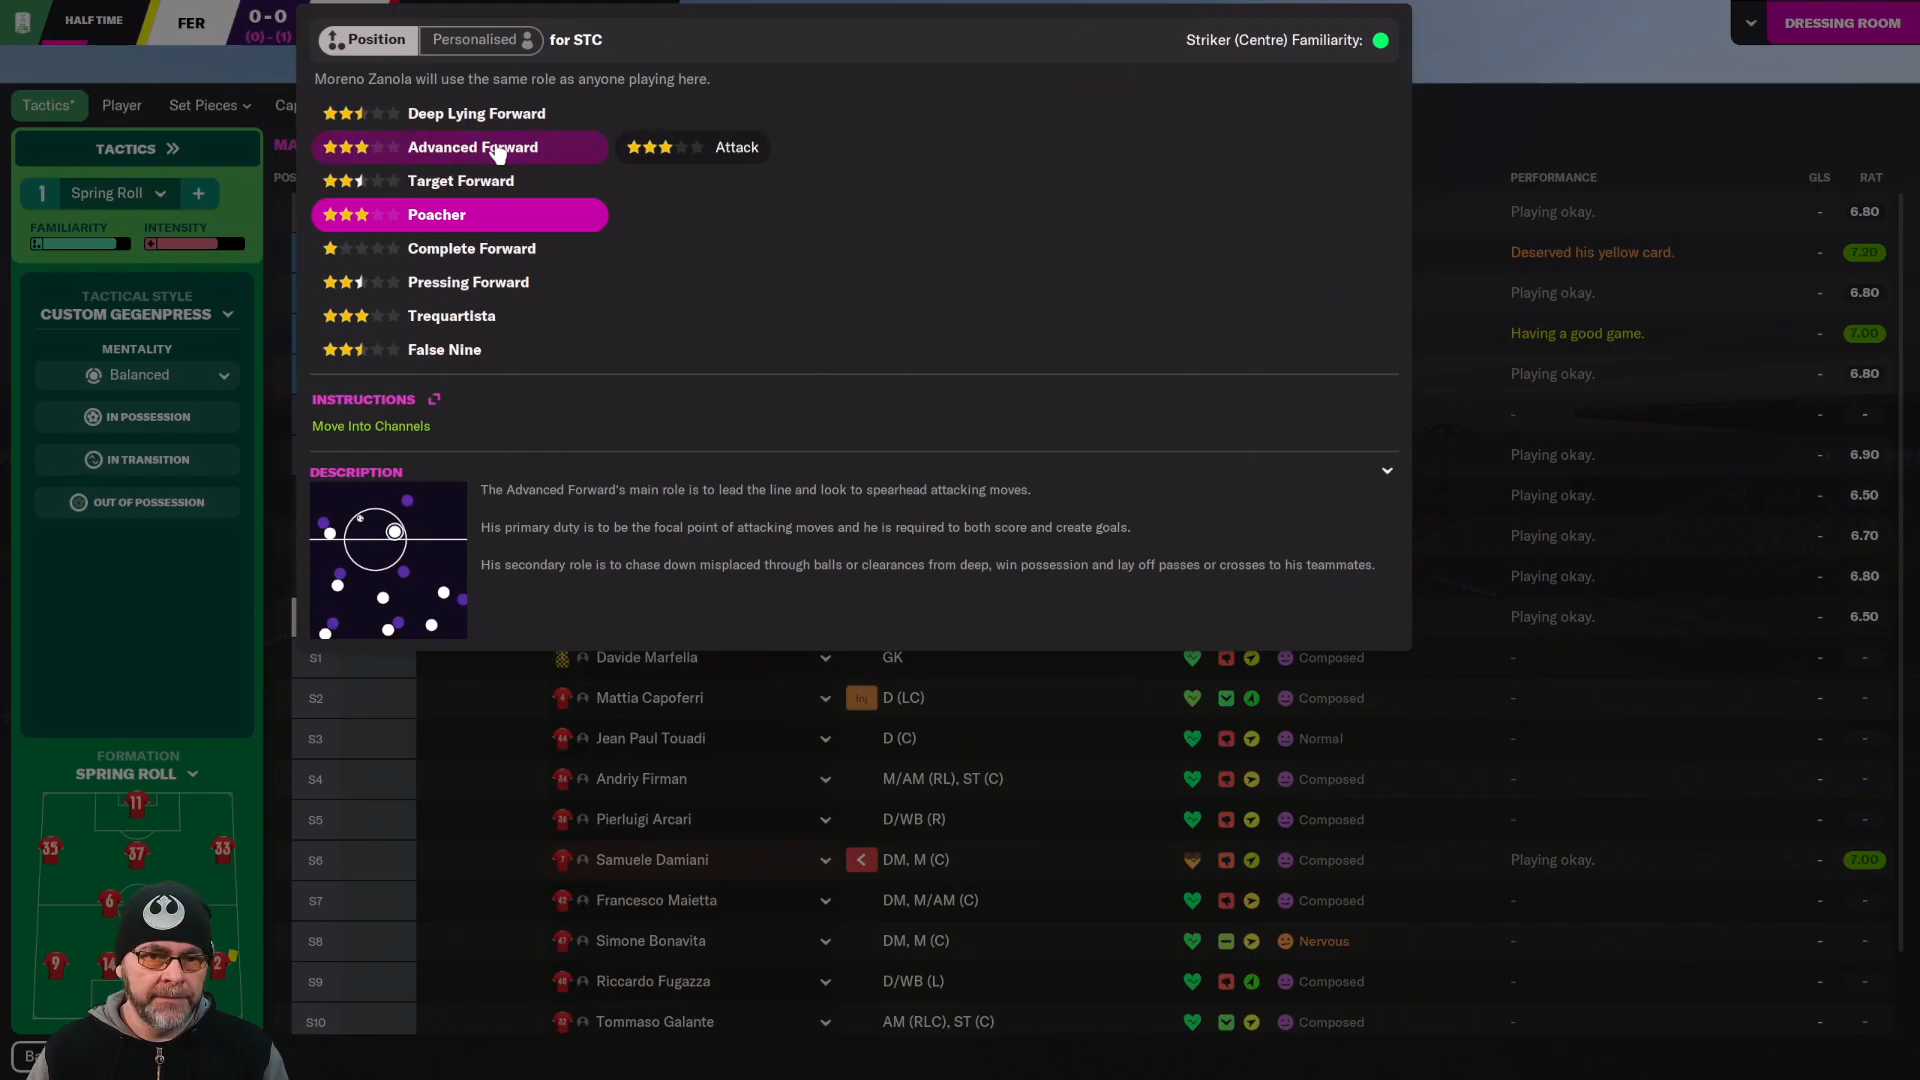 HALF TIME
FER
0-0
(0) - (1)
DRESSING ROOM
Position
Personalised
for STC
Striker (Centre) Familiarity:
Moreno Zanola will use the same role as anyone playing here.
Deep Lying Forward
Advanced Forward
Attack
Target Forward
Poacher
Complete Forward
Pressing Forward
Trequartista
False Nine
INSTRUCTIONS
Move Into Channels
DESCRIPTION
The Advanced Forward's main role is to lead the line and look to spearhead attacking moves.
His primary duty is to be the focal point of attacking moves and he is required to both score and create goals.
His secondary role is to chase down misplaced through balls or clearances from deep, win possession and lay off passes or crosses to his teammates.
Tactics*
Player
Set Pieces
TACTICS
1
Spring Roll
FAMILIARITY
INTENSITY
TACTICAL STYLE
CUSTOM GEGENPRESS
MENTALITY
Balanced
IN POSSESSION
IN TRANSITION
OUT OF POSSESSION
FORMATION
SPRING ROLL
11
35
37
33
6
9
14
2
PERFORMANCE GLS RAT
Playing okay. - 6.80
Deserved his yellow card. - 7.20
Playing okay. - 6.80
Having a good game. - 7.00
Playing okay. - 6.80
- - -
Playing okay. - 6.90
Playing okay. - 6.50
Playing okay. - 6.70
Playing okay. - 6.80
Playing okay. - 6.50
S1 Davide Marfella GK Composed - - -
S2 Mattia Capoferri Inj D (LC) Composed - - -
S3 Jean Paul Touadi D (C) Normal - - -
S4 Andriy Firman M/AM (RL), ST (C) Composed - - -
S5 Pierluigi Arcari D/WB (R) Composed - - -
S6 Samuele Damiani DM, M (C) Composed Playing okay. - 7.00
S7 Francesco Maietta DM, M/AM (C) Composed - - -
S8 Simone Bonavita DM, M (C) Nervous - - -
S9 Riccardo Fugazza D/WB (L) Composed - - -
S10 Tommaso Galante AM (RLC), ST (C) Composed - - -